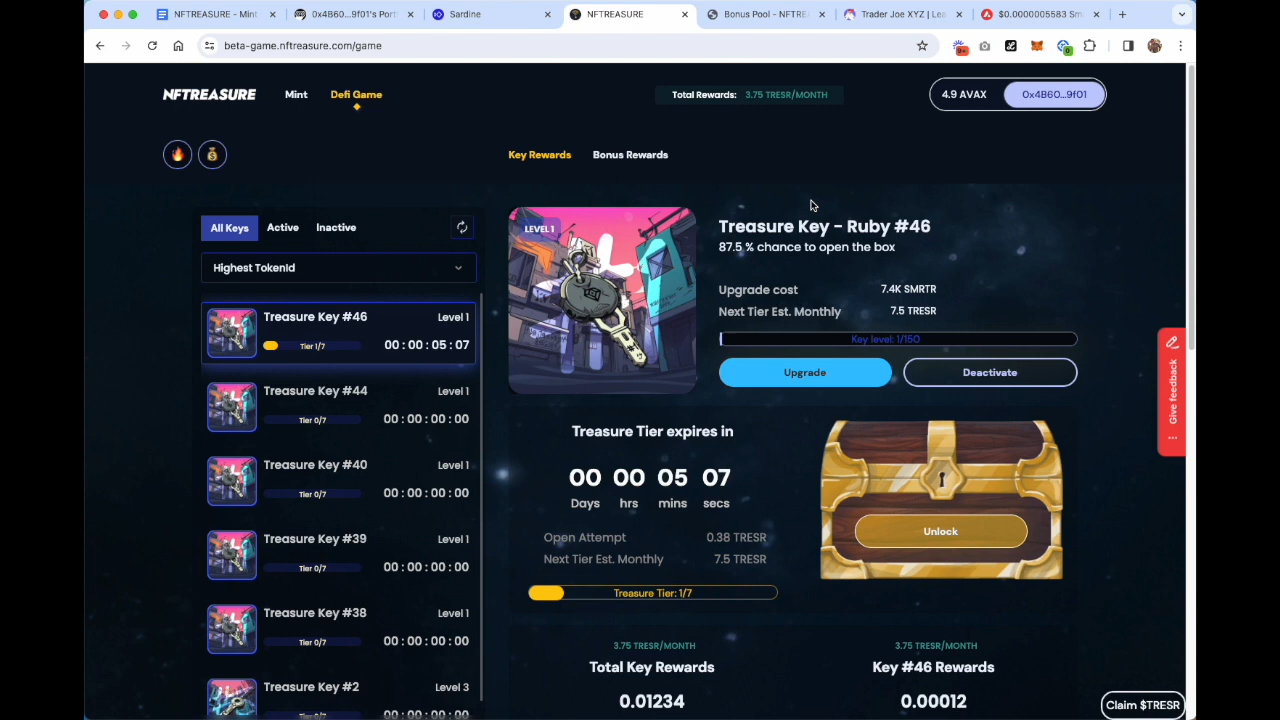 NFTREASURE - Mint
0x4B60...9f01's Port
Sardine
NFTREASURE
Bonus Pool - NFTRE
Trader Joe XYZ | Lea
$0.0000005583 Sm
beta-game.nftreasure.com/game
9+
0
NFTREASURE
Mint
Defi Game
Total Rewards: 3.75 TRESR/MONTH
4.9 AVAX
0x4B60...9f01
Key Rewards
Bonus Rewards
All Keys
Active
Inactive
Highest TokenId
Treasure Key #46
Level 1
Tier 1/7
00 : 00 : 05 : 07
Treasure Key #44
Level 1
Tier 0/7
00 : 00 : 00 : 00
Treasure Key #40
Level 1
Tier 0/7
00 : 00 : 00 : 00
Treasure Key #39
Level 1
Tier 0/7
00 : 00 : 00 : 00
Treasure Key #38
Level 1
Tier 0/7
00 : 00 : 00 : 00
Treasure Key #2
Level 3
LEVEL 1
Treasure Key - Ruby #46
87.5 % chance to open the box
Upgrade cost 7.4K SMRTR
Next Tier Est. Monthly 7.5 TRESR
Key level: 1/150
Upgrade
Deactivate
Treasure Tier expires in
00 00 05 07
Days hrs mins secs
Open Attempt 0.38 TRESR
Next Tier Est. Monthly 7.5 TRESR
Treasure Tier: 1/7
Unlock
3.75 TRESR/MONTH
Total Key Rewards
0.01234
3.75 TRESR/MONTH
Key #46 Rewards
0.00012
Give feedback
Claim $TRESR